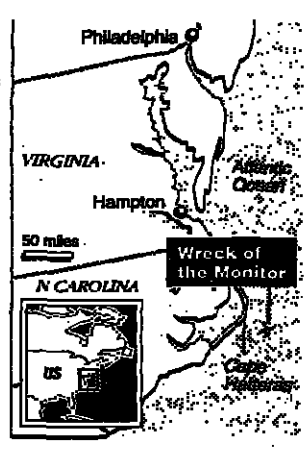 Philadelphia
VIRGINIA
Atlantic
Ocean
Hampton
50 miles
Wreck of
the Monitor
N CAROLINA
US
Cape
Hatteras